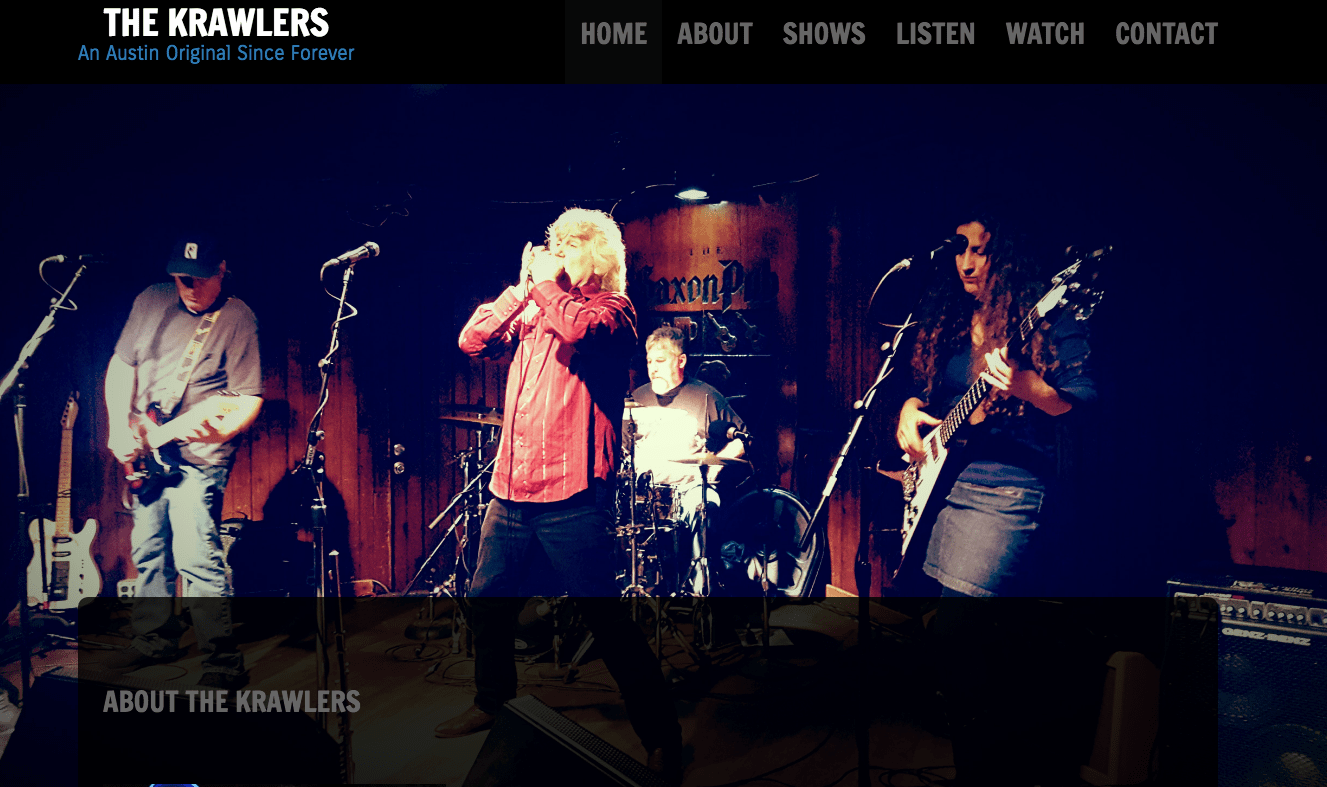 THE KRAWLERS
An Austin Original Since Forever
HOME ABOUT SHOWS LISTEN WATCH CONTACT
THE
Saxon Pub
ABOUT THE KRAWLERS